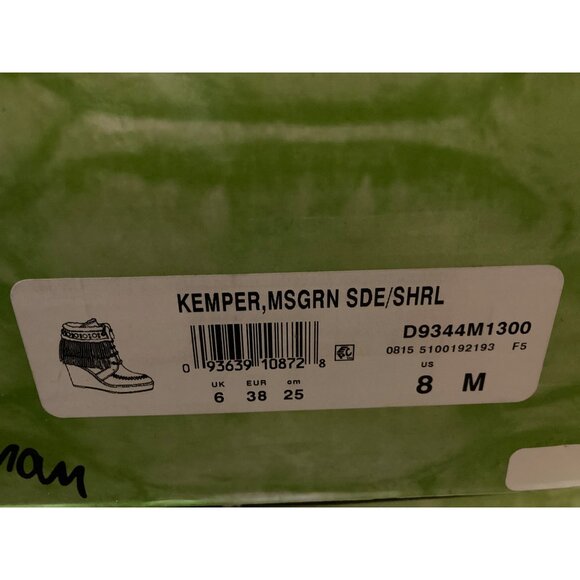 KEMPER,MSGRN SDE/SHRL
D9344M1300
0 93639 10872 8
0815 5100192193 F5
UK EUR cm US
6 38 25 8 M